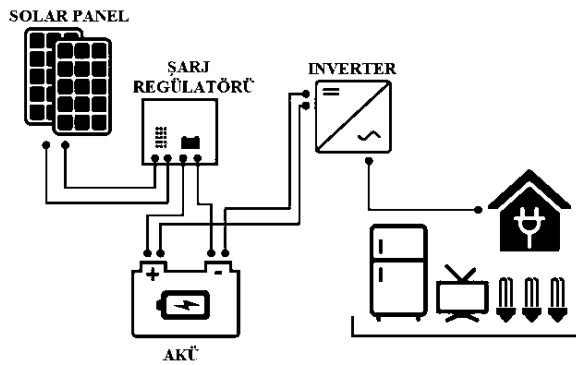 SOLAR PANEL
ŞARJ
REGÜLATÖRÜ
INVERTER
+
-
AKÜ